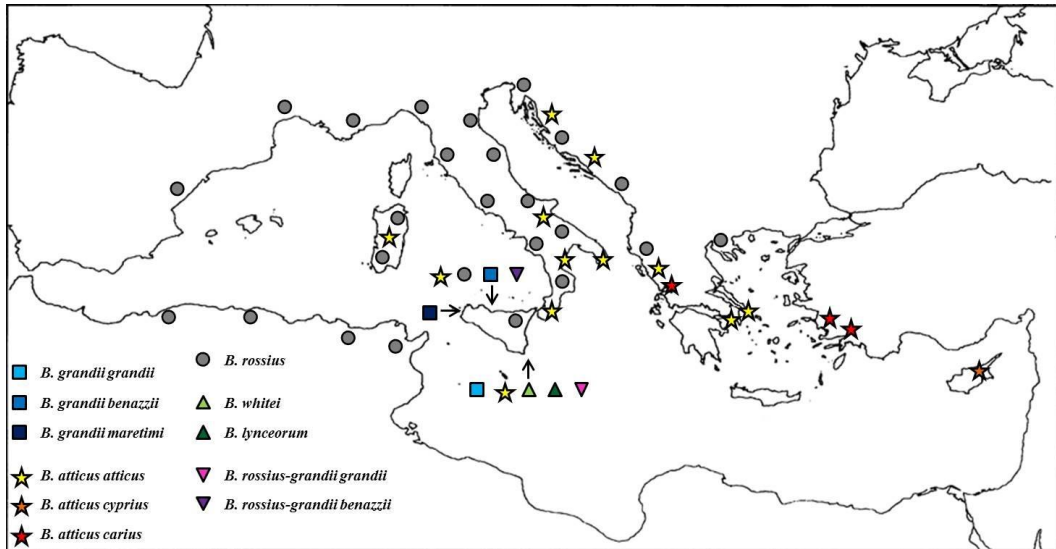 B. grandii grandii
B. grandii benazzii
B. grandii maretimi
B. atticus atticus
B. atticus cyprius
B. atticus carius
B. rossius
B. whitei
B. lynceorum
B. rossius-grandii grandii
B. rossius-grandii benazzii